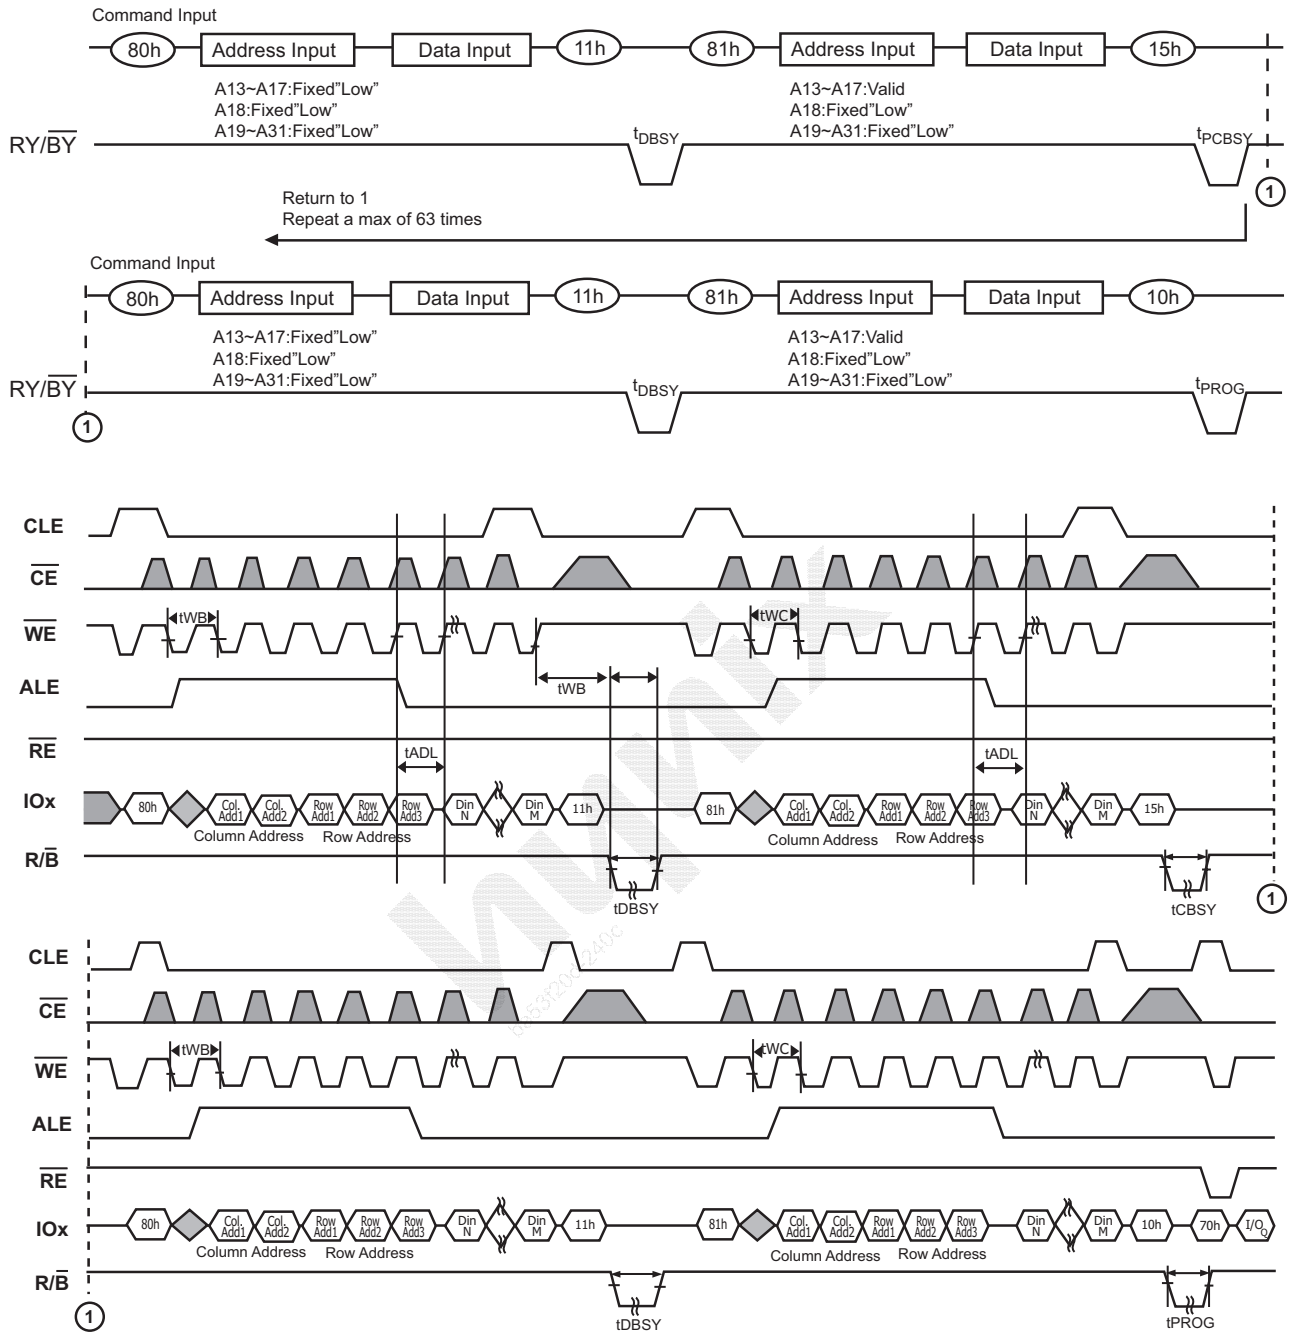 Command Input
80h Address Input Data Input 11h 81h Address Input Data Input 15h
A13~A17:Fixed"Low" A13~A17:Valid
A18:Fixed"Low" A18:Fixed"Low"
A19~A31:Fixed"Low" A19~A31:Fixed"Low"
RY/BY tDBSY tPCBSY
1
Return to 1
Repeat a max of 63 times
Command Input
80h Address Input Data Input 11h 81h Address Input Data Input 10h
A13~A17:Fixed"Low" A13~A17:Valid
A18:Fixed"Low" A18:Fixed"Low"
A19~A31:Fixed"Low" A19~A31:Fixed"Low"
RY/BY tDBSY tPROG
1
CLE
CE
WE tWB tWC
ALE tWB
RE tADL tADL
IOx 80h Col. Add1 Col. Add2 Row Add1 Row Add2 Row Add3 Din N Din M 11h 81h Col. Add1 Col. Add2 Row Add1 Row Add2 Row Add3 Din N Din M 15h
Column Address Row Address Column Address Row Address
R/B
tDBSY tCBSY
1
hynix
CLE
CE
WE tWB tWC
ALE
RE
IOx 80h Col. Add1 Col. Add2 Row Add1 Row Add2 Row Add3 Din N Din M 11h 81h Col. Add1 Col. Add2 Row Add1 Row Add2 Row Add3 Din N Din M 10h 70h I/OQ
Column Address Row Address Column Address Row Address
R/B
1 tDBSY tPROG